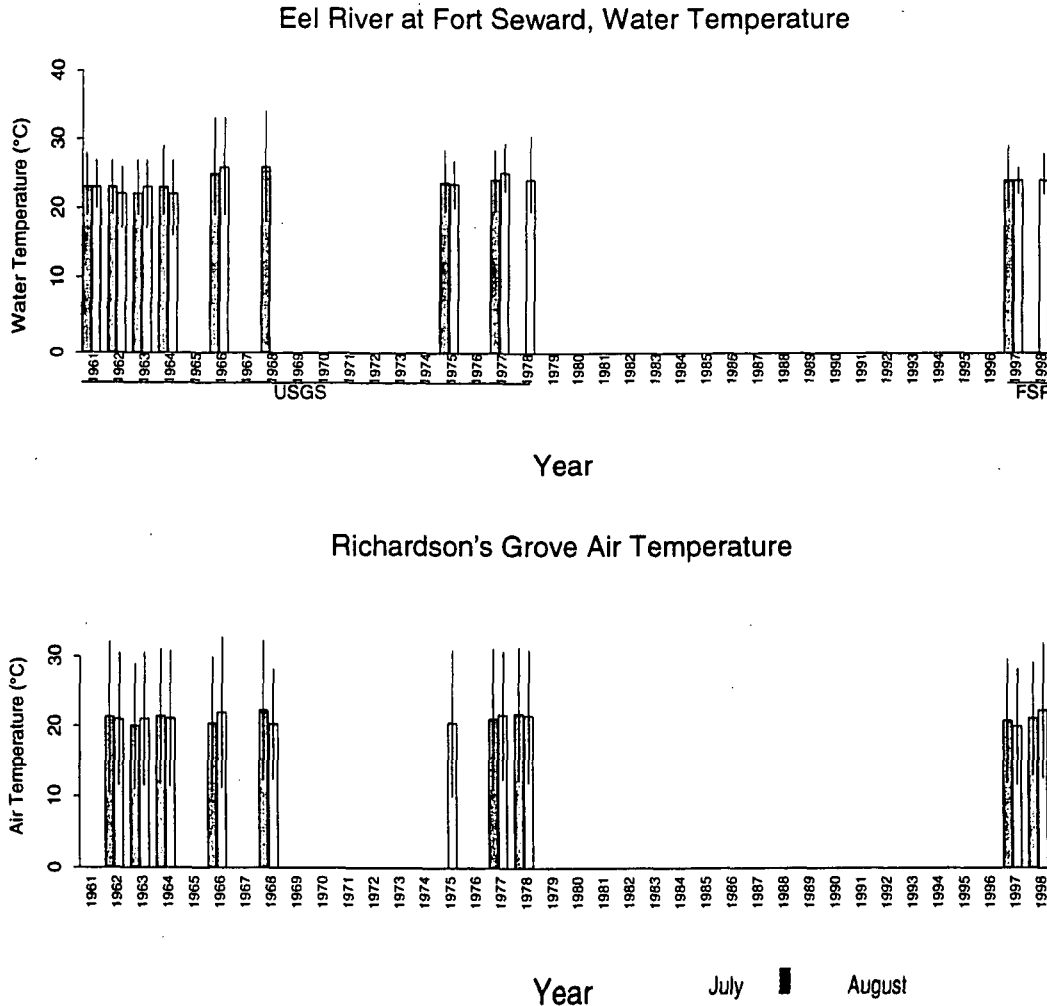 Eel River at Fort Seward, Water Temperature
Water Temperature (°C)
40
30
20
10
0
1961 1962 1963 1964 1965 1966 1967 1968 1969 1970 1971 1972 1973 1974 1975 1976 1977 1978 1979 1980 1981 1982 1983 1984 1985 1986 1987 1988 1989 1990 1991 1992 1993 1994 1995 1996 1997 1998
USGS
Year
Richardson's Grove Air Temperature
Air Temperature (°C)
30
20
10
0
1961 1962 1963 1964 1965 1966 1967 1968 1969 1970 1971 1972 1973 1974 1975 1976 1977 1978 1979 1980 1981 1982 1983 1984 1985 1986 1987 1988 1989 1990 1991 1992 1993 1994 1995 1996 1997 1998
Year
July August